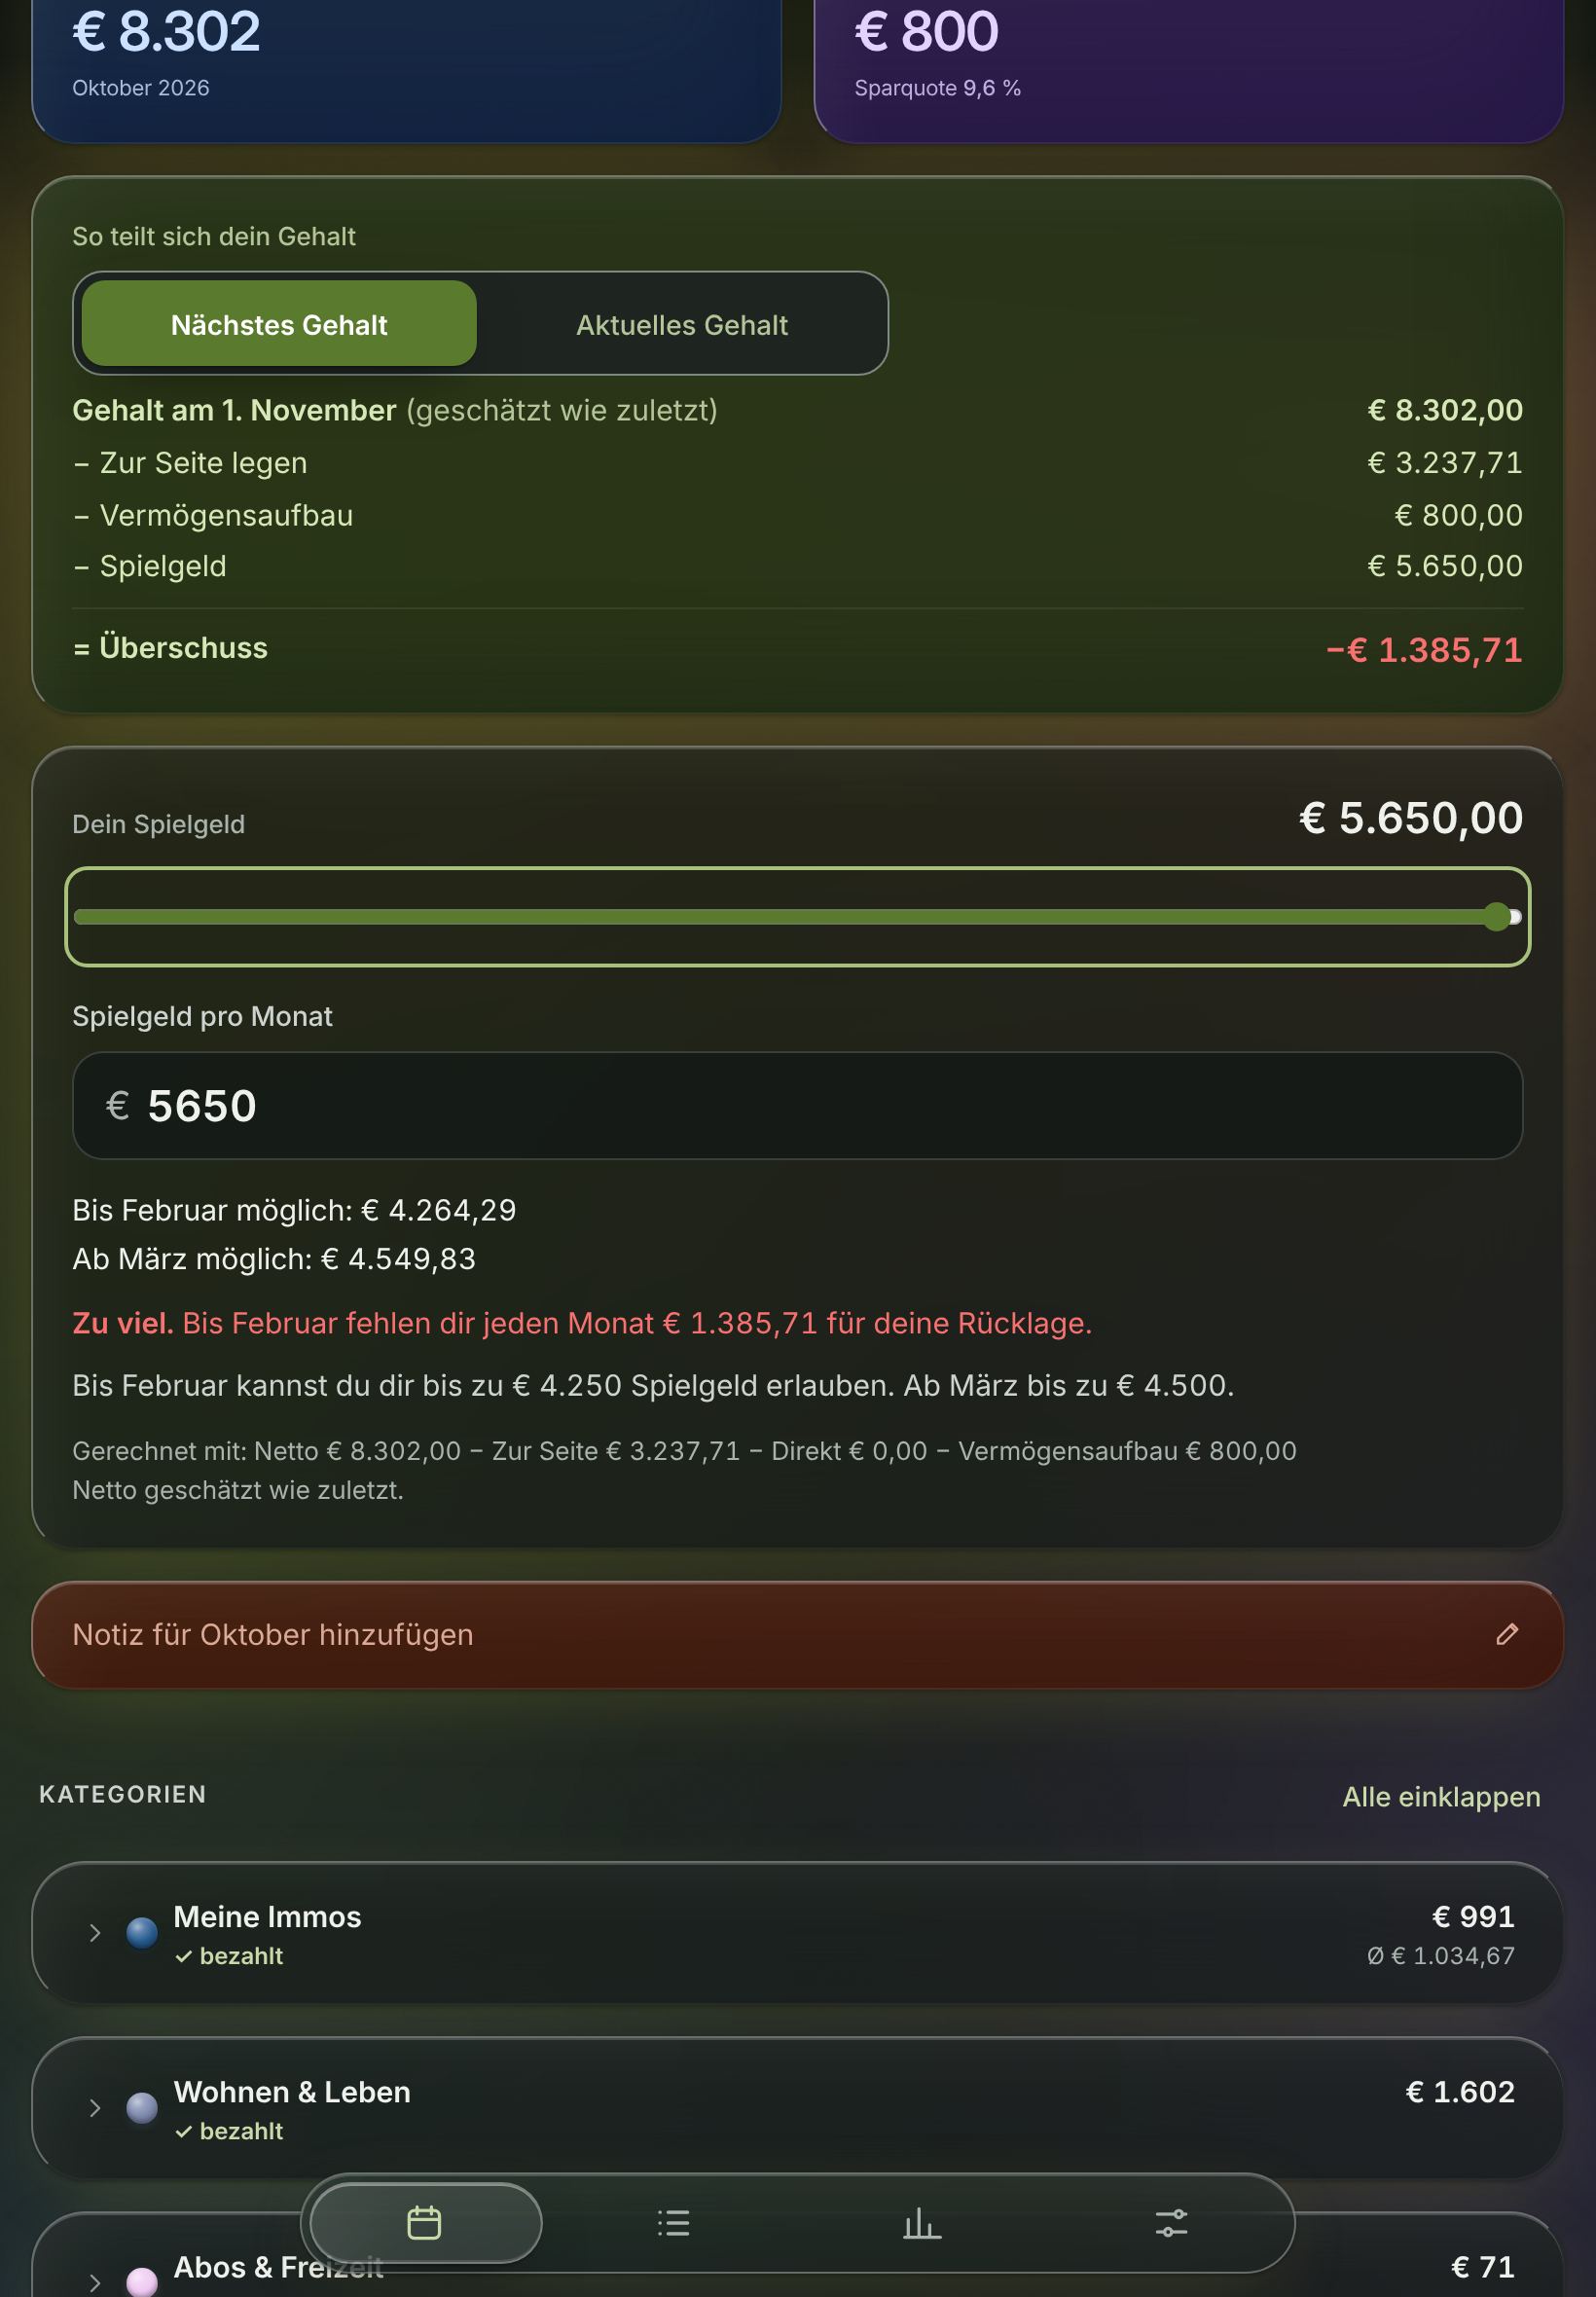 € 8.302
Oktober 2026
€ 800
Sparquote 9,6 %
So teilt sich dein Gehalt
Nächstes Gehalt
Aktuelles Gehalt
Gehalt am 1. November (geschätzt wie zuletzt) € 8.302,00
– Zur Seite legen € 3.237,71
– Vermögensaufbau € 800,00
– Spielgeld € 5.650,00
= Überschuss –€ 1.385,71
Dein Spielgeld € 5.650,00
Spielgeld pro Monat
€ 5650
Bis Februar möglich: € 4.264,29
Ab März möglich: € 4.549,83
Zu viel. Bis Februar fehlen dir jeden Monat € 1.385,71 für deine Rücklage.
Bis Februar kannst du dir bis zu € 4.250 Spielgeld erlauben. Ab März bis zu € 4.500.
Gerechnet mit: Netto € 8.302,00 – Zur Seite € 3.237,71 – Direkt € 0,00 – Vermögensaufbau € 800,00
Netto geschätzt wie zuletzt.
Notiz für Oktober hinzufügen
KATEGORIEN Alle einklappen
Meine Immos € 991
✓ bezahlt Ø € 1.034,67
Wohnen & Leben € 1.602
✓ bezahlt
Abos & Freizeit € 71